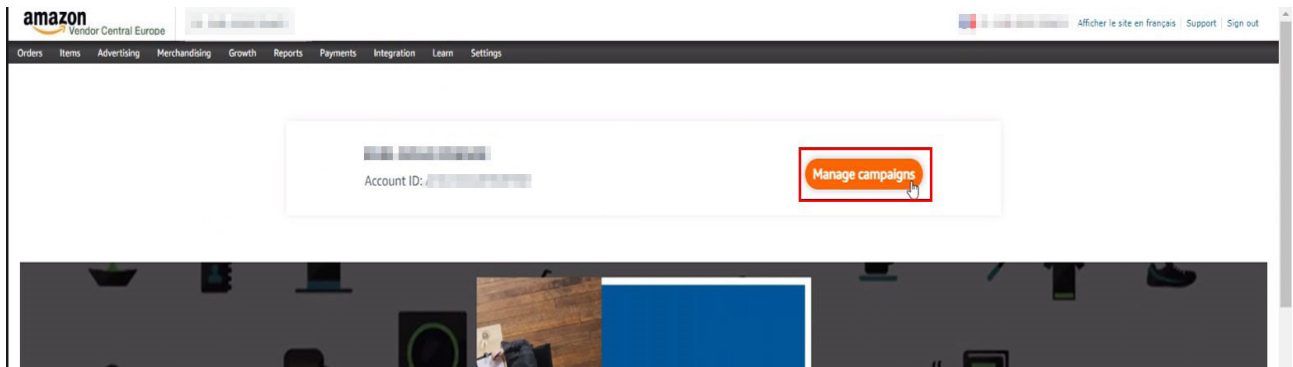 amazon
Vendor Central Europe
Afficher le site en français | Support | Sign out
Orders Items Advertising Merchandising Growth Reports Payments Integration Learn Settings
Account ID:
Manage campaigns